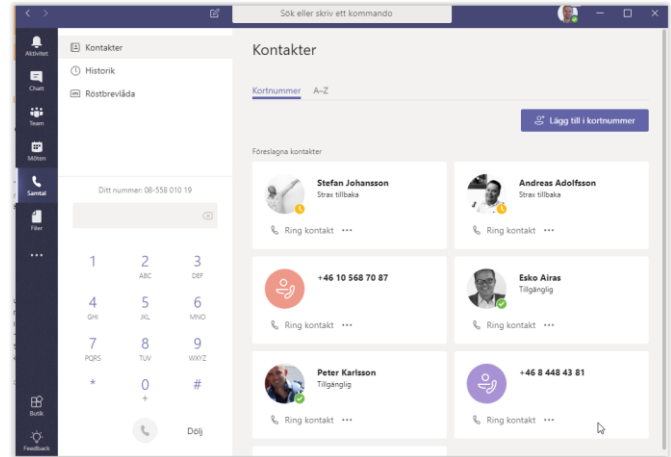 Sök eller skriv ett kommando
Aktivitet
Chatt
Team
Möten
Samtal
Filer
Butik
Feedback
Kontakter
Historik
Röstbrevlåda
Ditt nummer: 08-558 010 19
1 2 3
ABC DEF
4 5 6
GHI JKL MNO
7 8 9
PQRS TUV WXYZ
* 0 #
+
Dölj
Kontakter
Kortnummer A–Z
Lägg till i kortnummer
Föreslagna kontakter
Stefan Johansson
Strax tillbaka
Ring kontakt
Andreas Adolfsson
Strax tillbaka
Ring kontakt
+46 10 568 70 87
Ring kontakt
Esko Airas
Tillgänglig
Ring kontakt
Peter Karlsson
Tillgänglig
Ring kontakt
+46 8 448 43 81
Ring kontakt